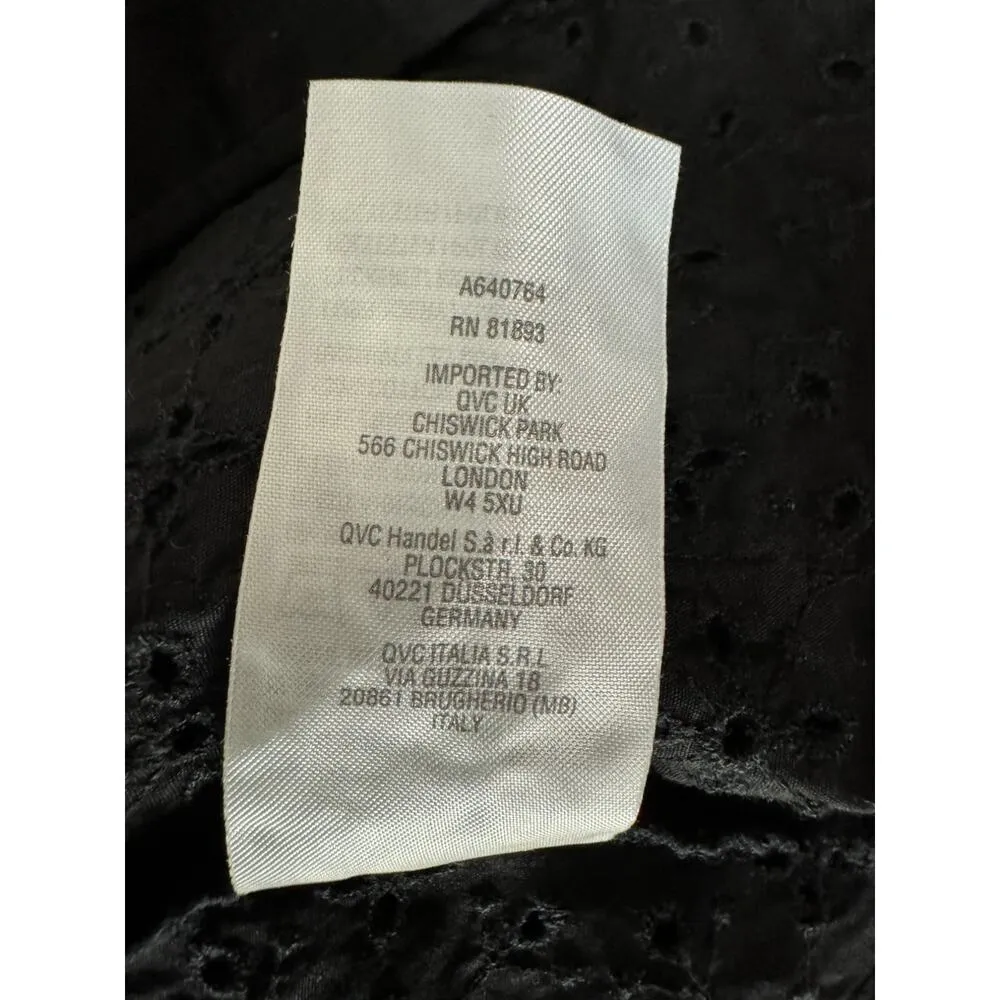 A640764
RN 81893
IMPORTED BY:
QVC UK
CHISWICK PARK
566 CHISWICK HIGH ROAD
LONDON
W4 5XU
QVC Handel S.à r.l. & Co. KG
PLOCKSTR. 30
40221 DUSSELDORF
GERMANY
QVC ITALIA S.R.L
VIA GUZZINA 18
20861 BRUGHERIO (MB)
ITALY